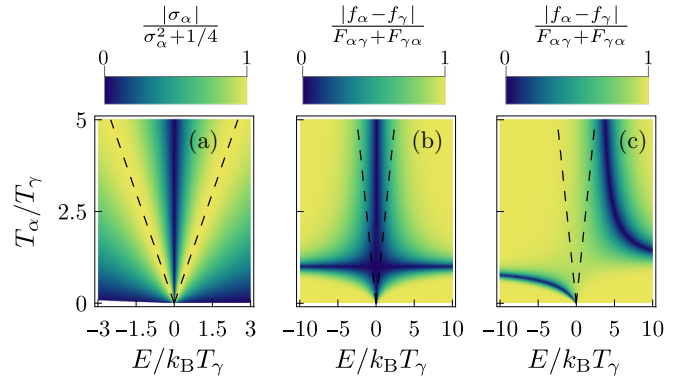 |σ_α| / (σ_α^2 + 1/4)    |f_α − f_γ| / (F_αγ + F_γα)    |f_α − f_γ| / (F_αγ + F_γα)
0 1 0 1 0 1
5 (a) (b) (c)
2.5
0
T_α/T_γ
−3 −1.5 0 1.5 3 −10 −5 0 5 10 −10 −5 0 5 10
E/k_BT_γ E/k_BT_γ E/k_BT_γ